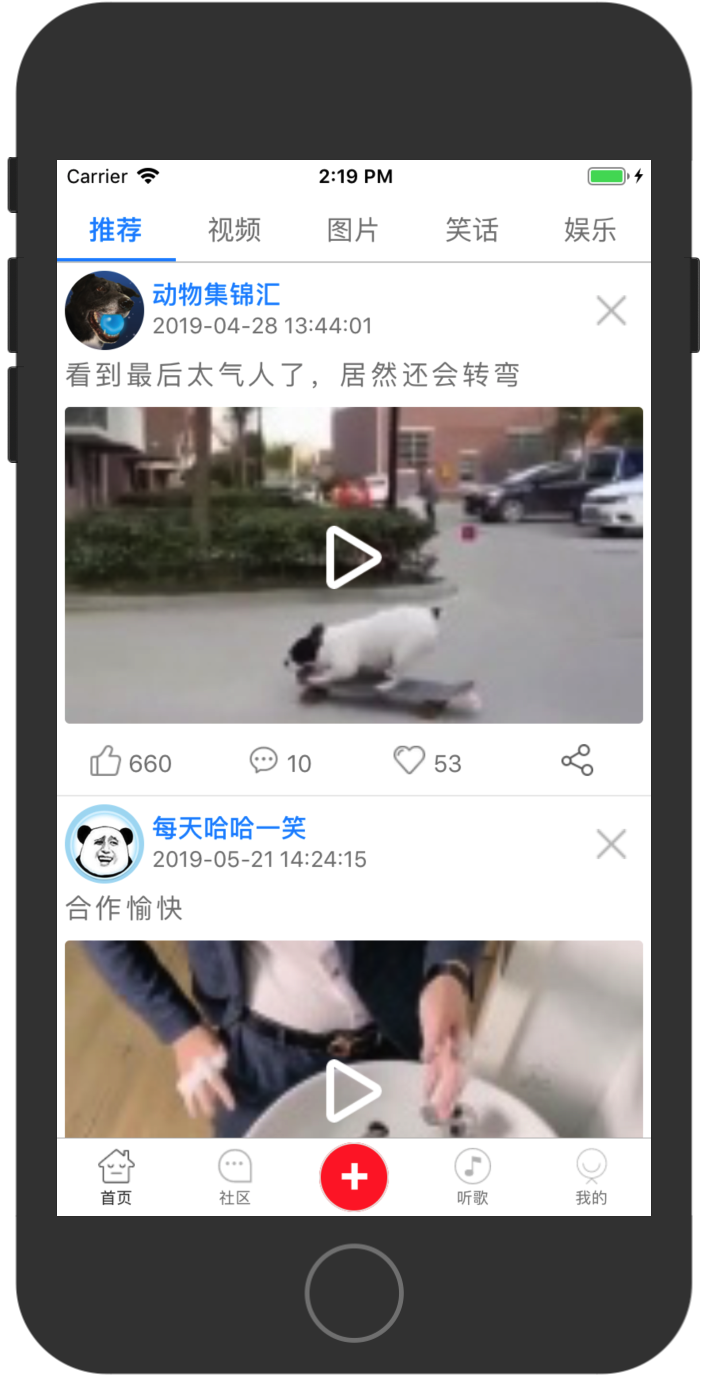 Carrier 2:19 PM
推荐 视频 图片 笑话 娱乐
动物集锦汇
2019-04-28 13:44:01
看到最后太气人了，居然还会转弯
660 10 53
每天哈哈一笑
2019-05-21 14:24:15
合作愉快
首页 社区 听歌 我的